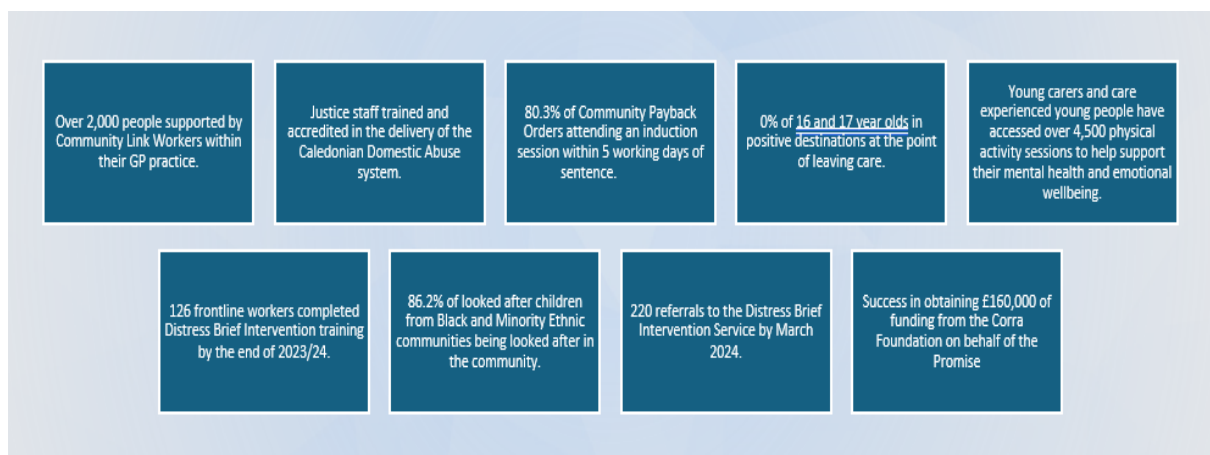 Over 2,000 people supported by
Community Link Workers within
their GP practice.
Justice staff trained and
accredited in the delivery of the
Caledonian Domestic Abuse
system.
80.3% of Community Payback
Orders attending an induction
session within 5 working days of
sentence.
0% of 16 and 17 year olds in
positive destinations at the point
of leaving care.
Young carers and care
experienced young people have
accessed over 4,500 physical
activity sessions to help support
their mental health and emotional
wellbeing.
126 frontline workers completed
Distress Brief Intervention training
by the end of 2023/24.
86.2% of looked after children
from Black and Minority Ethnic
communities being looked after in
the community.
220 referrals to the Distress Brief
Intervention Service by March
2024.
Success in obtaining £160,000 of
funding from the Corra
Foundation on behalf of the
Promise